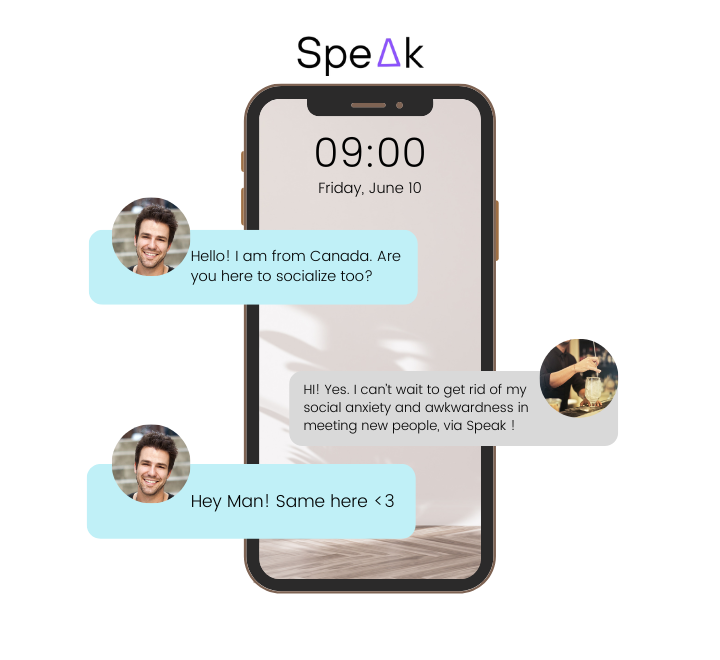 SpeΔk
09:00
Friday, June 10
Hello! I am from Canada. Are
you here to socialize too?
HI! Yes. I can't wait to get rid of my
social anxiety and awkwardness in
meeting new people, via Speak !
Hey Man! Same here <3